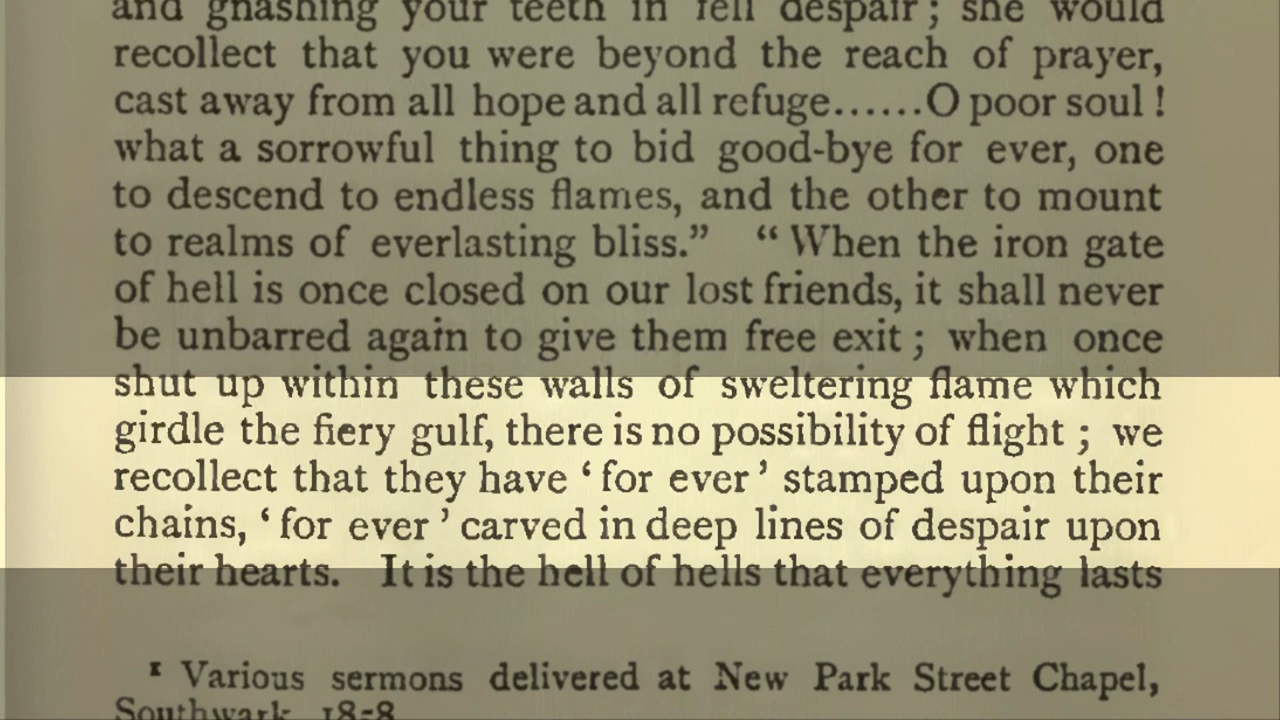 and gnashing your teeth in fell despair; she would
recollect that you were beyond the reach of prayer,
cast away from all hope and all refuge......O poor soul!
what a sorrowful thing to bid good-bye for ever, one
to descend to endless flames, and the other to mount
to realms of everlasting bliss.” “When the iron gate
of hell is once closed on our lost friends, it shall never
be unbarred again to give them free exit; when once
shut up within these walls of sweltering flame which
girdle the fiery gulf, there is no possibility of flight; we
recollect that they have ‘for ever’ stamped upon their
chains, ‘for ever’ carved in deep lines of despair upon
their hearts. It is the hell of hells that everything lasts
¹ Various sermons delivered at New Park Street Chapel,
Southwark